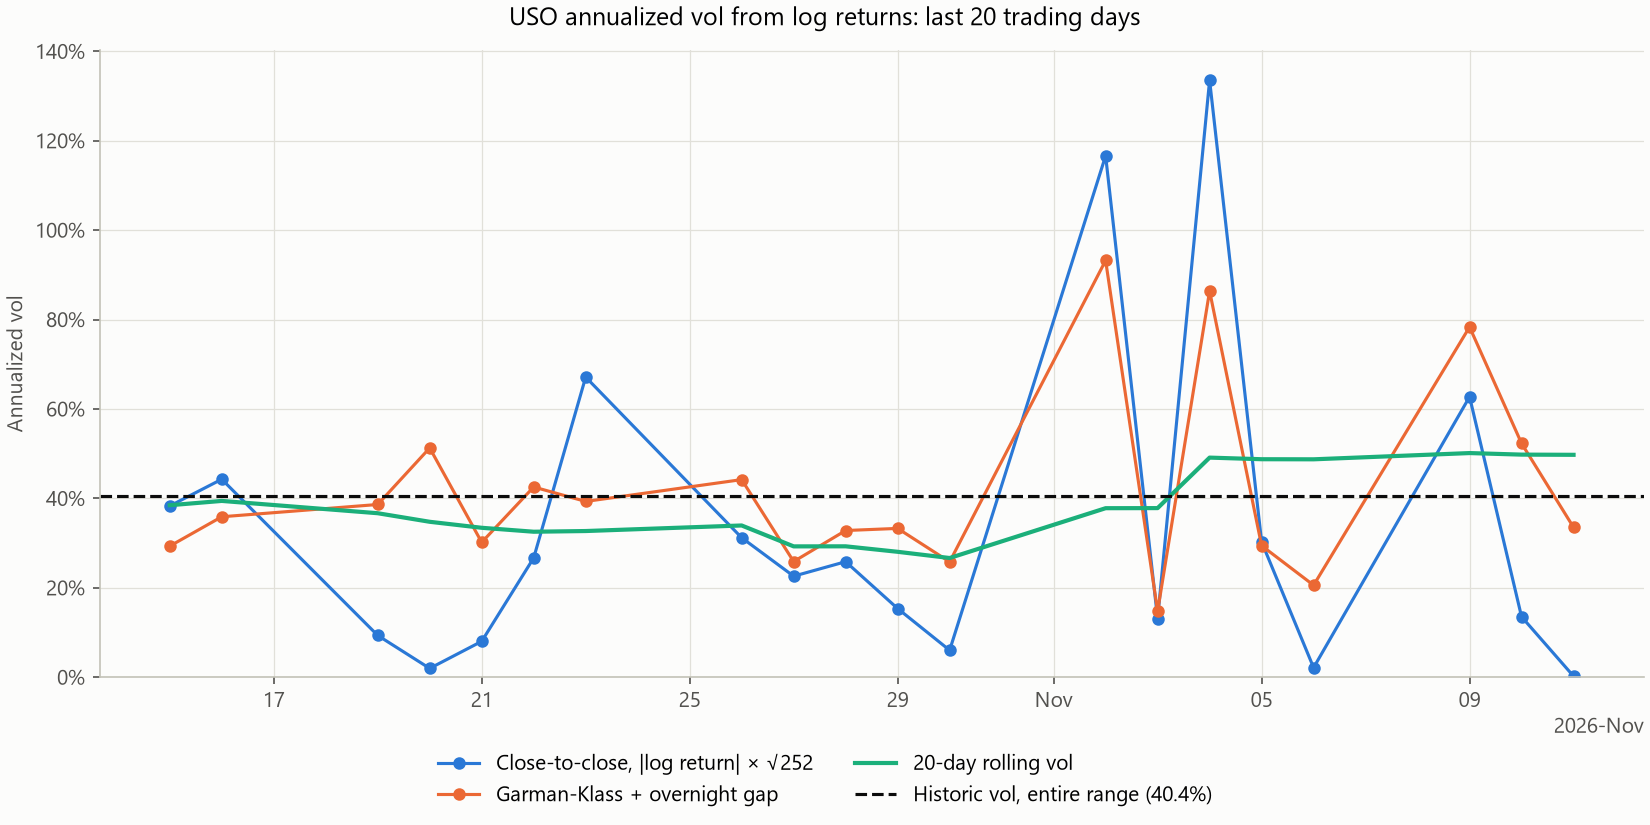 USO annualized vol from log returns: last 20 trading days
140%
120%
100%
80%
60%
40%
20%
0%
Annualized vol
17
21
25
29
Nov
05
09
2026-Nov
Close-to-close, |log return| × √252
20-day rolling vol
Garman-Klass + overnight gap
Historic vol, entire range (40.4%)